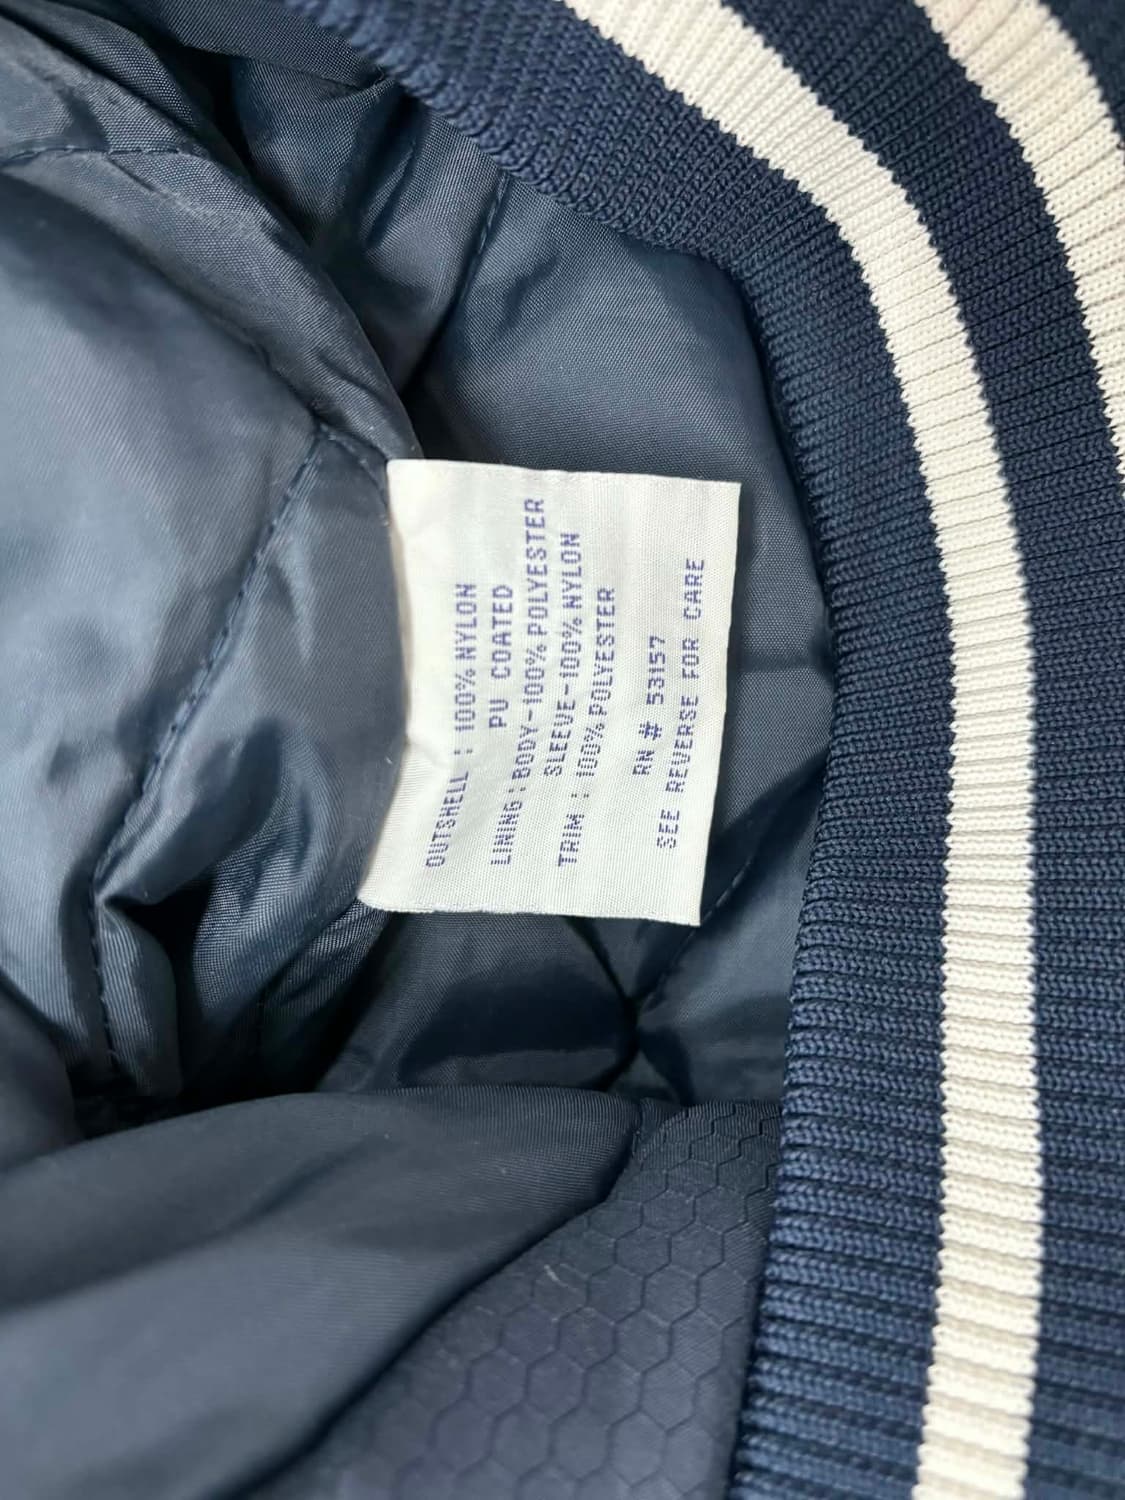 OUTSHELL : 100% NYLON
PU COATED
LINING : BODY-100% POLYESTER
SLEEVE-100% NYLON
TRIM : 100% POLYESTER
RN # 53157
SEE REVERSE FOR CARE